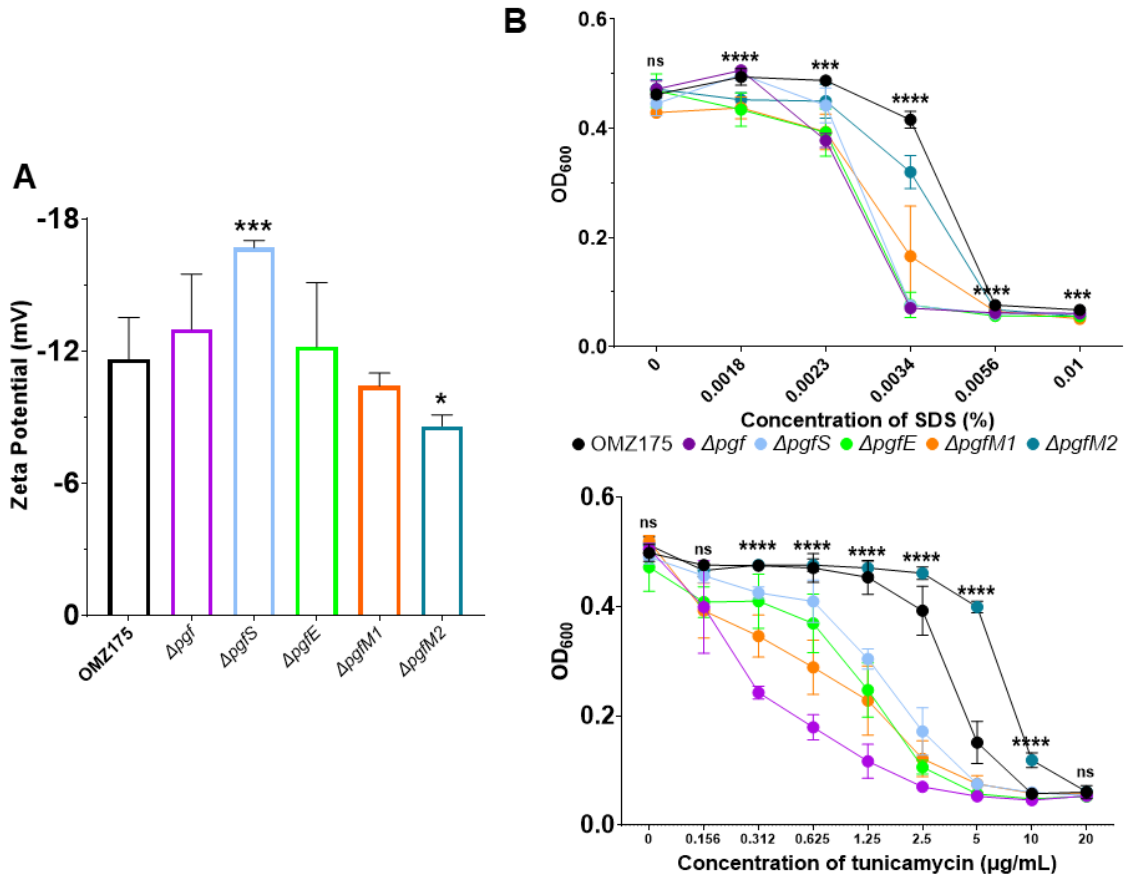 A
Zeta Potential (mV)
-18
-12
-6
0
***
*
OMZ175
Δpgf
ΔpgfS
ΔpgfE
ΔpgfM1
ΔpgfM2
B
OD600
0.6
0.4
0.2
0.0
ns
****
***
****
****
***
0
0.0018
0.0023
0.0034
0.0056
0.01
Concentration of SDS (%)
OMZ175 Δpgf ΔpgfS ΔpgfE ΔpgfM1 ΔpgfM2
OD600
0.6
0.4
0.2
0.0
ns
ns
****
****
****
****
****
****
ns
0 0.156 0.312 0.625 1.25 2.5 5 10 20
Concentration of tunicamycin (µg/mL)